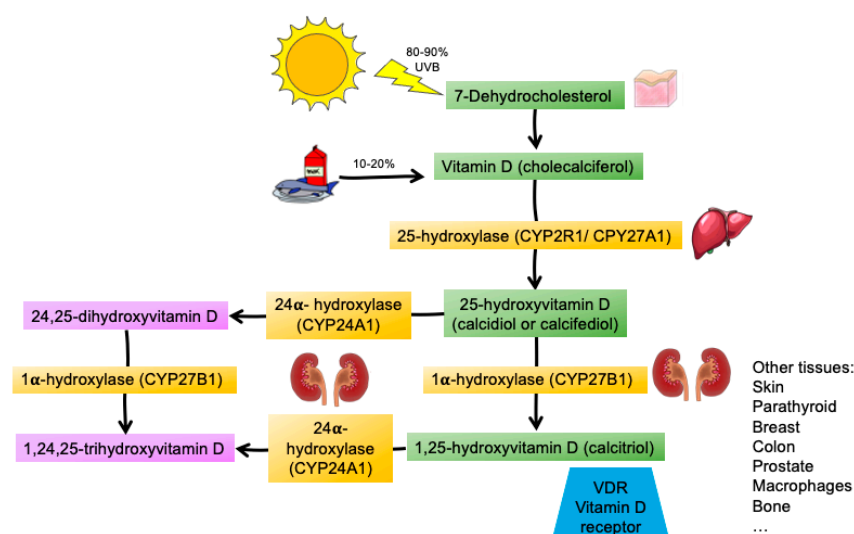 80-90%
UVB
7-Dehydrocholesterol
10-20%
Vitamin D (cholecalciferol)
25-hydroxylase (CYP2R1/ CPY27A1)
24,25-dihydroxyvitamin D
24α- hydroxylase
(CYP24A1)
25-hydroxyvitamin D
(calcidiol or calcifediol)
1α-hydroxylase (CYP27B1)
1α-hydroxylase (CYP27B1)
1,24,25-trihydroxyvitamin D
24α-
hydroxylase
(CYP24A1)
1,25-hydroxyvitamin D (calcitriol)
VDR
Vitamin D
receptor
Other tissues:
Skin
Parathyroid
Breast
Colon
Prostate
Macrophages
Bone
…